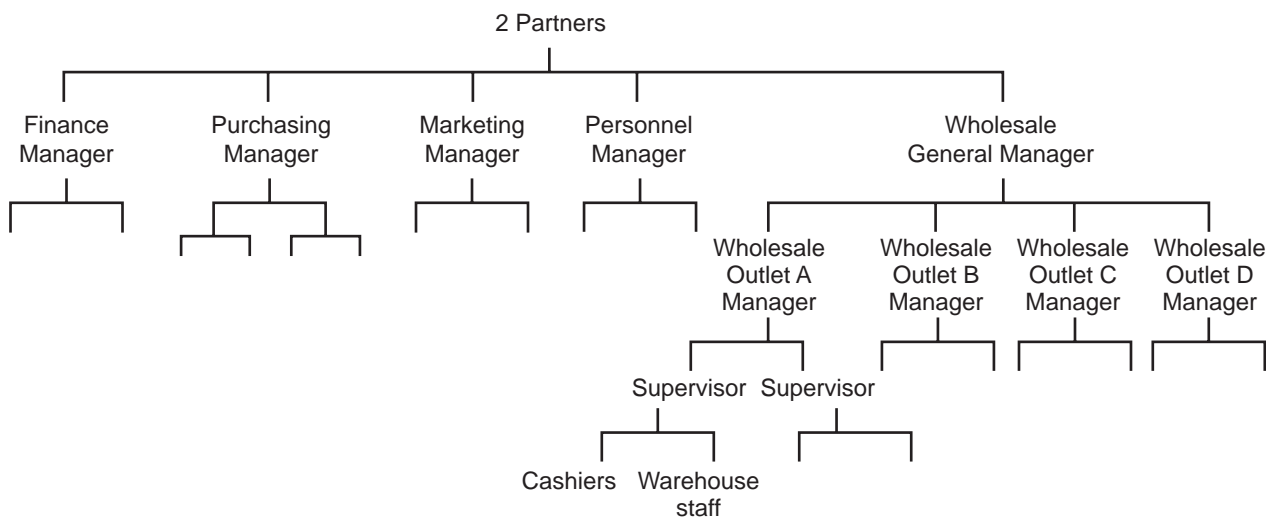 2 Partners
Finance
Manager
Purchasing
Manager
Marketing
Manager
Personnel
Manager
Wholesale
General Manager
Wholesale
Outlet A
Manager
Wholesale
Outlet B
Manager
Wholesale
Outlet C
Manager
Wholesale
Outlet D
Manager
Supervisor
Supervisor
Cashiers
Warehouse
staff